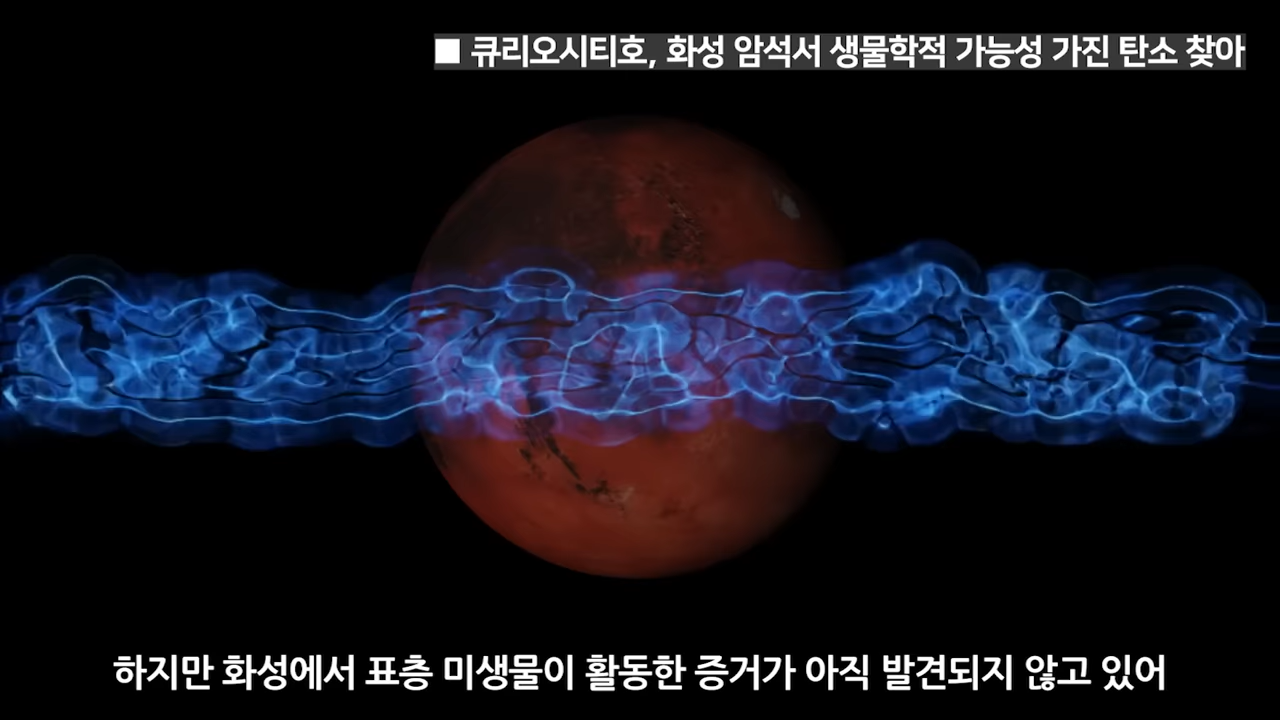 ■ 큐리오시티호, 화성 암석서 생물학적 가능성 가진 탄소 찾아
하지만 화성에서 표층 미생물이 활동한 증거가 아직 발견되지 않고 있어